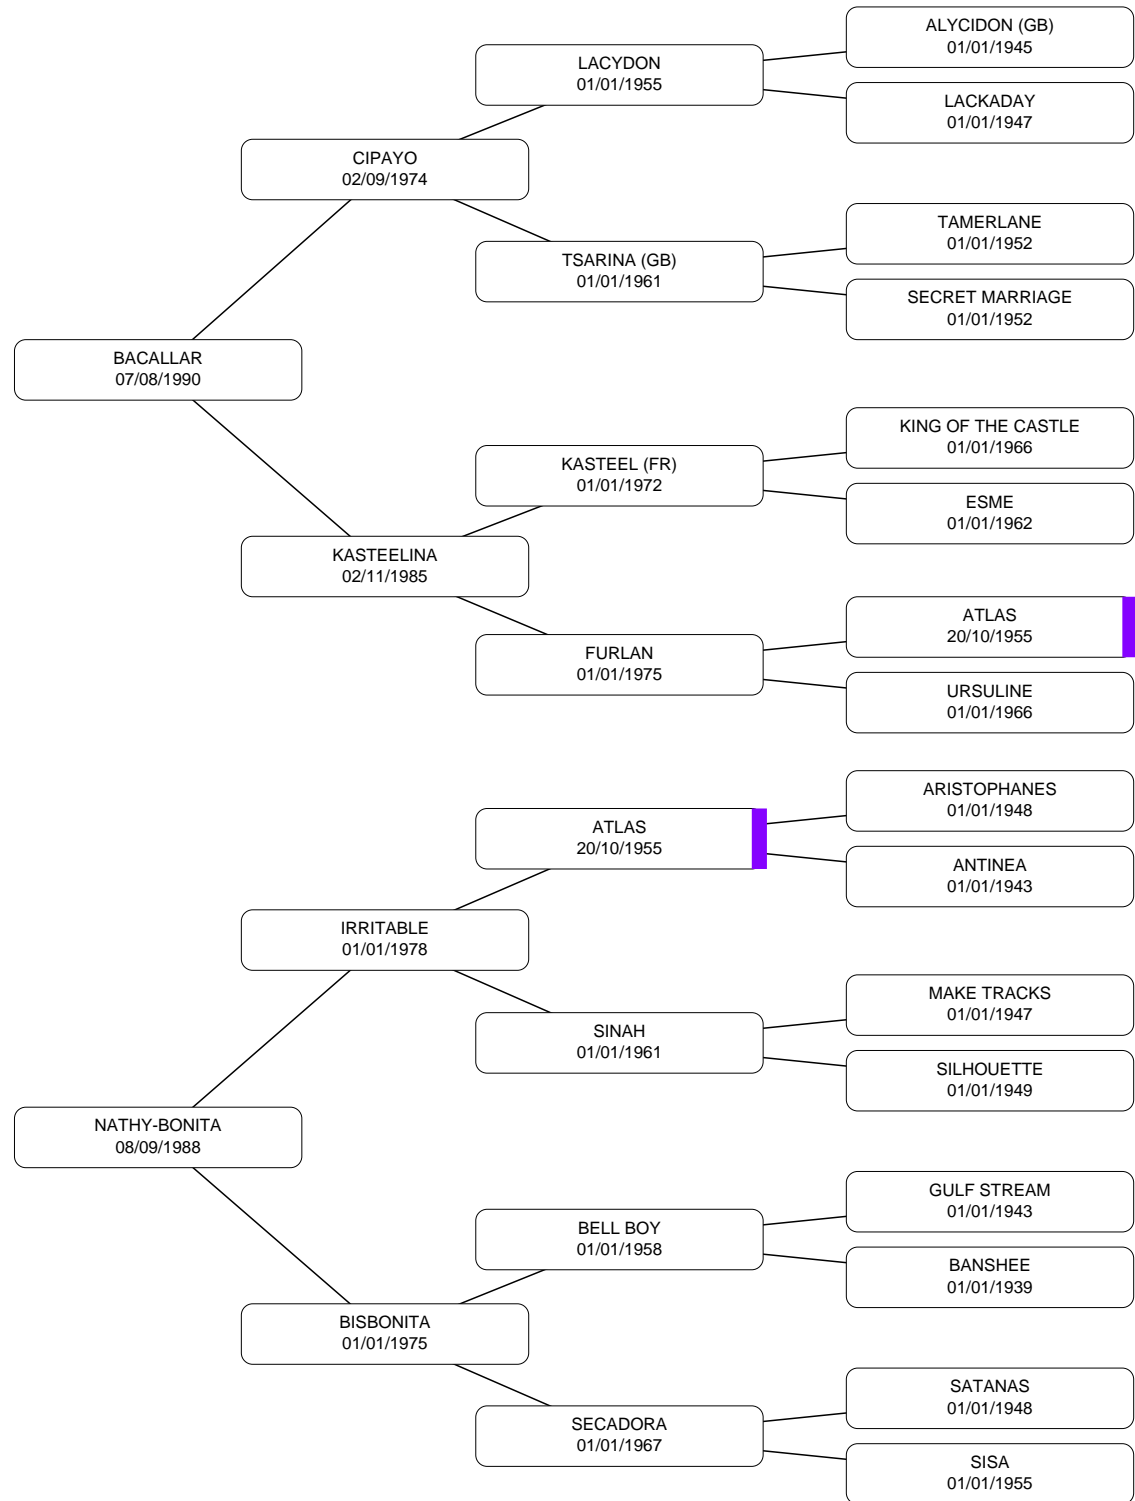 ALYCIDON (GB)
01/01/1945
LACYDON
01/01/1955
LACKADAY
01/01/1947
CIPAYO
02/09/1974
TAMERLANE
01/01/1952
TSARINA (GB)
01/01/1961
SECRET MARRIAGE
01/01/1952
BACALLAR
07/08/1990
KING OF THE CASTLE
01/01/1966
KASTEEL (FR)
01/01/1972
ESME
01/01/1962
KASTEELINA
02/11/1985
ATLAS
20/10/1955
FURLAN
01/01/1975
URSULINE
01/01/1966
ARISTOPHANES
01/01/1948
ATLAS
20/10/1955
ANTINEA
01/01/1943
IRRITABLE
01/01/1978
MAKE TRACKS
01/01/1947
SINAH
01/01/1961
SILHOUETTE
01/01/1949
NATHY-BONITA
08/09/1988
GULF STREAM
01/01/1943
BELL BOY
01/01/1958
BANSHEE
01/01/1939
BISBONITA
01/01/1975
SATANAS
01/01/1948
SECADORA
01/01/1967
SISA
01/01/1955